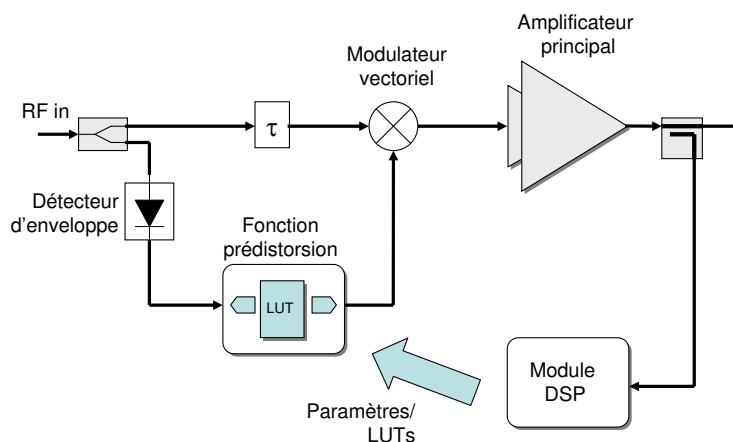 Amplificateur
principal
Modulateur
vectoriel
RF in
τ
Détecteur
d'enveloppe
Fonction
prédistorsion
LUT
Module
DSP
Paramètres/
LUTs